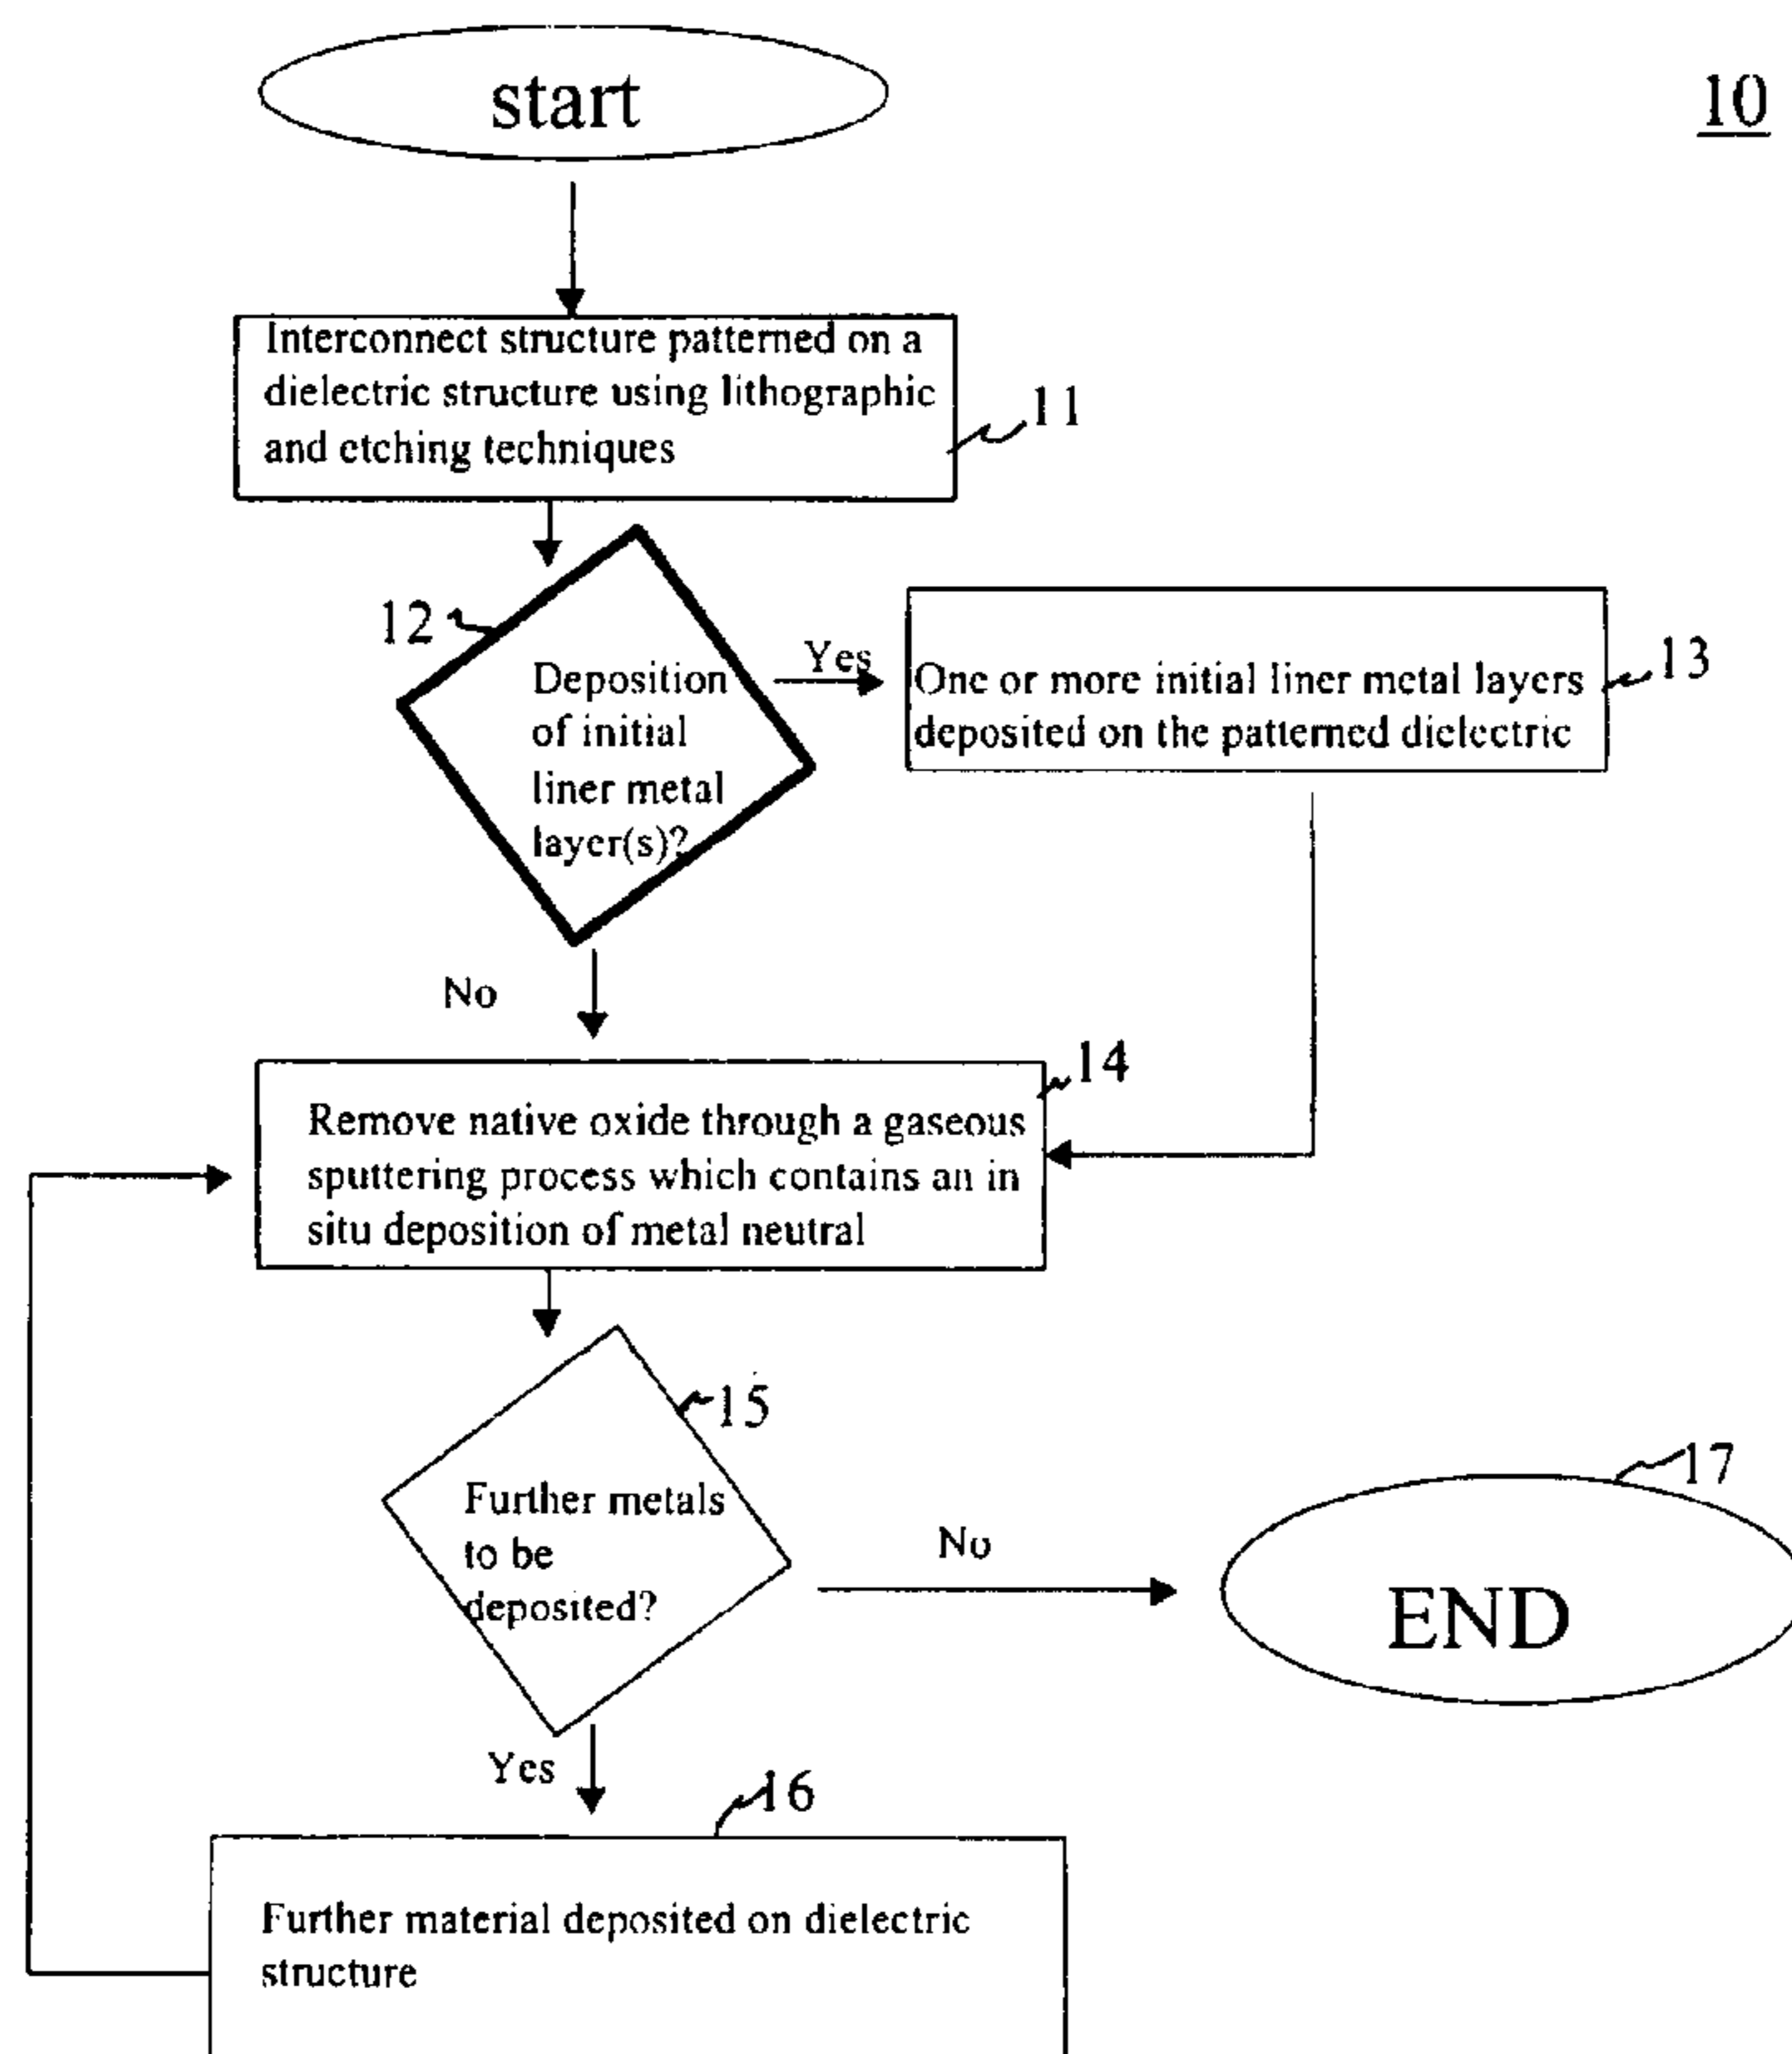 start
10
Interconnect structure patterned on a
dielectric structure using lithographic
and etching techniques
11
12
Deposition
of initial
liner metal
layer(s)?
Yes
One or more initial liner metal layers
deposited on the patterned dielectric
13
No
14
Remove native oxide through a gaseous
sputtering process which contains an in
situ deposition of metal neutral
15
Further metals
to be
deposited?
No
17
END
Yes
16
Further material deposited on dielectric
structure